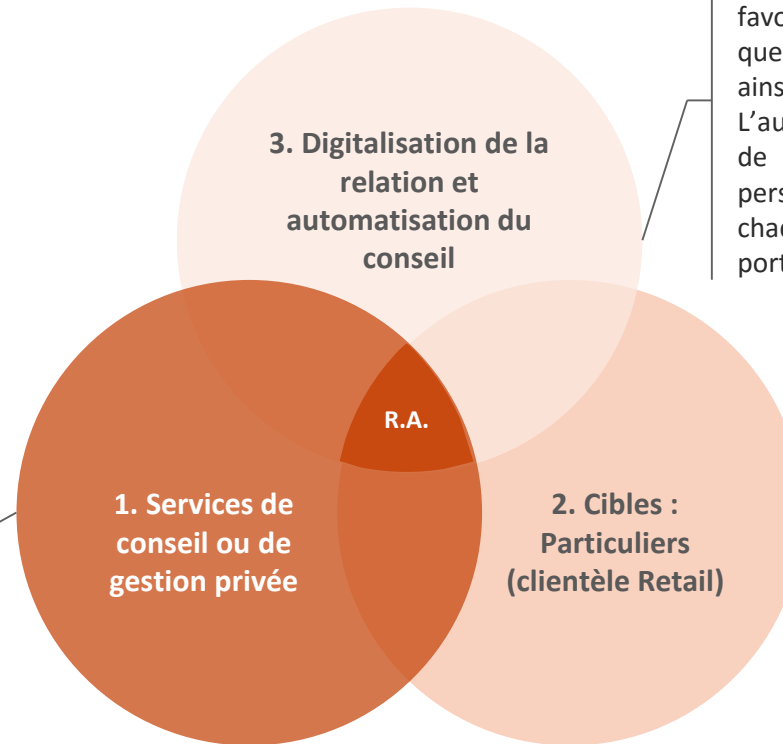 favo
que
ains
L'au
de
pers
chac
port
3. Digitalisation de la
relation et
automatisation du
conseil
R.A.
1. Services de
conseil ou de
gestion privée
2. Cibles :
Particuliers
(clientèle Retail)